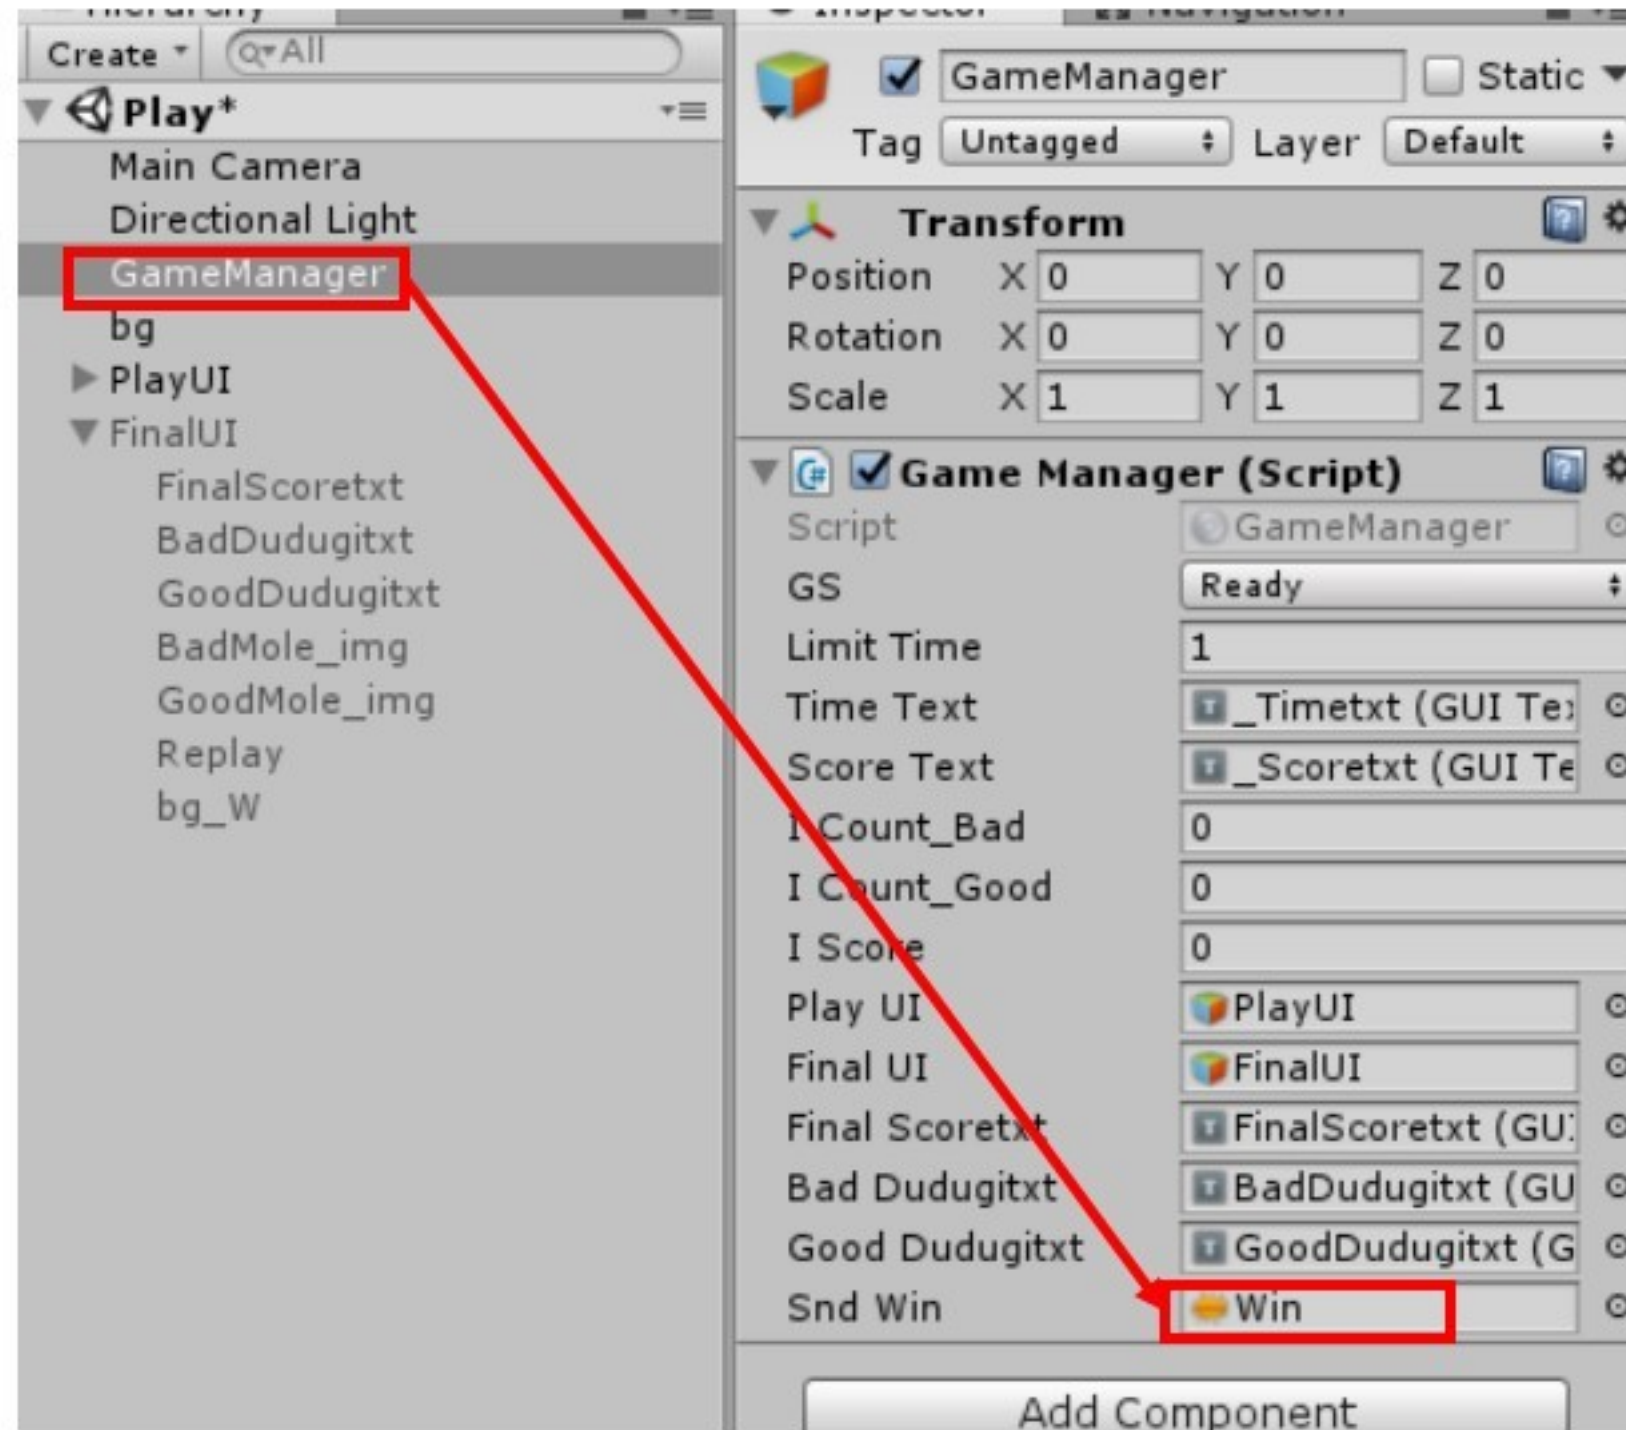 Hierarchy
Create
All
Play*
Main Camera
Directional Light
GameManager
bg
PlayUI
FinalUI
FinalScoretxt
BadDudugitxt
GoodDudugitxt
BadMole_img
GoodMole_img
Replay
bg_W
Inspector
Navigation
GameManager Static
Tag Untagged Layer Default
Transform
Position X 0 Y 0 Z 0
Rotation X 0 Y 0 Z 0
Scale X 1 Y 1 Z 1
Game Manager (Script)
Script GameManager
GS Ready
Limit Time 1
Time Text _Timetxt (GUI Te
Score Text _Scoretxt (GUI Te
I Count_Bad 0
I Count_Good 0
I Score 0
Play UI PlayUI
Final UI FinalUI
Final Scoretxt FinalScoretxt (GU
Bad Dudugitxt BadDudugitxt (GU
Good Dudugitxt GoodDudugitxt (G
Snd Win Win
Add Component